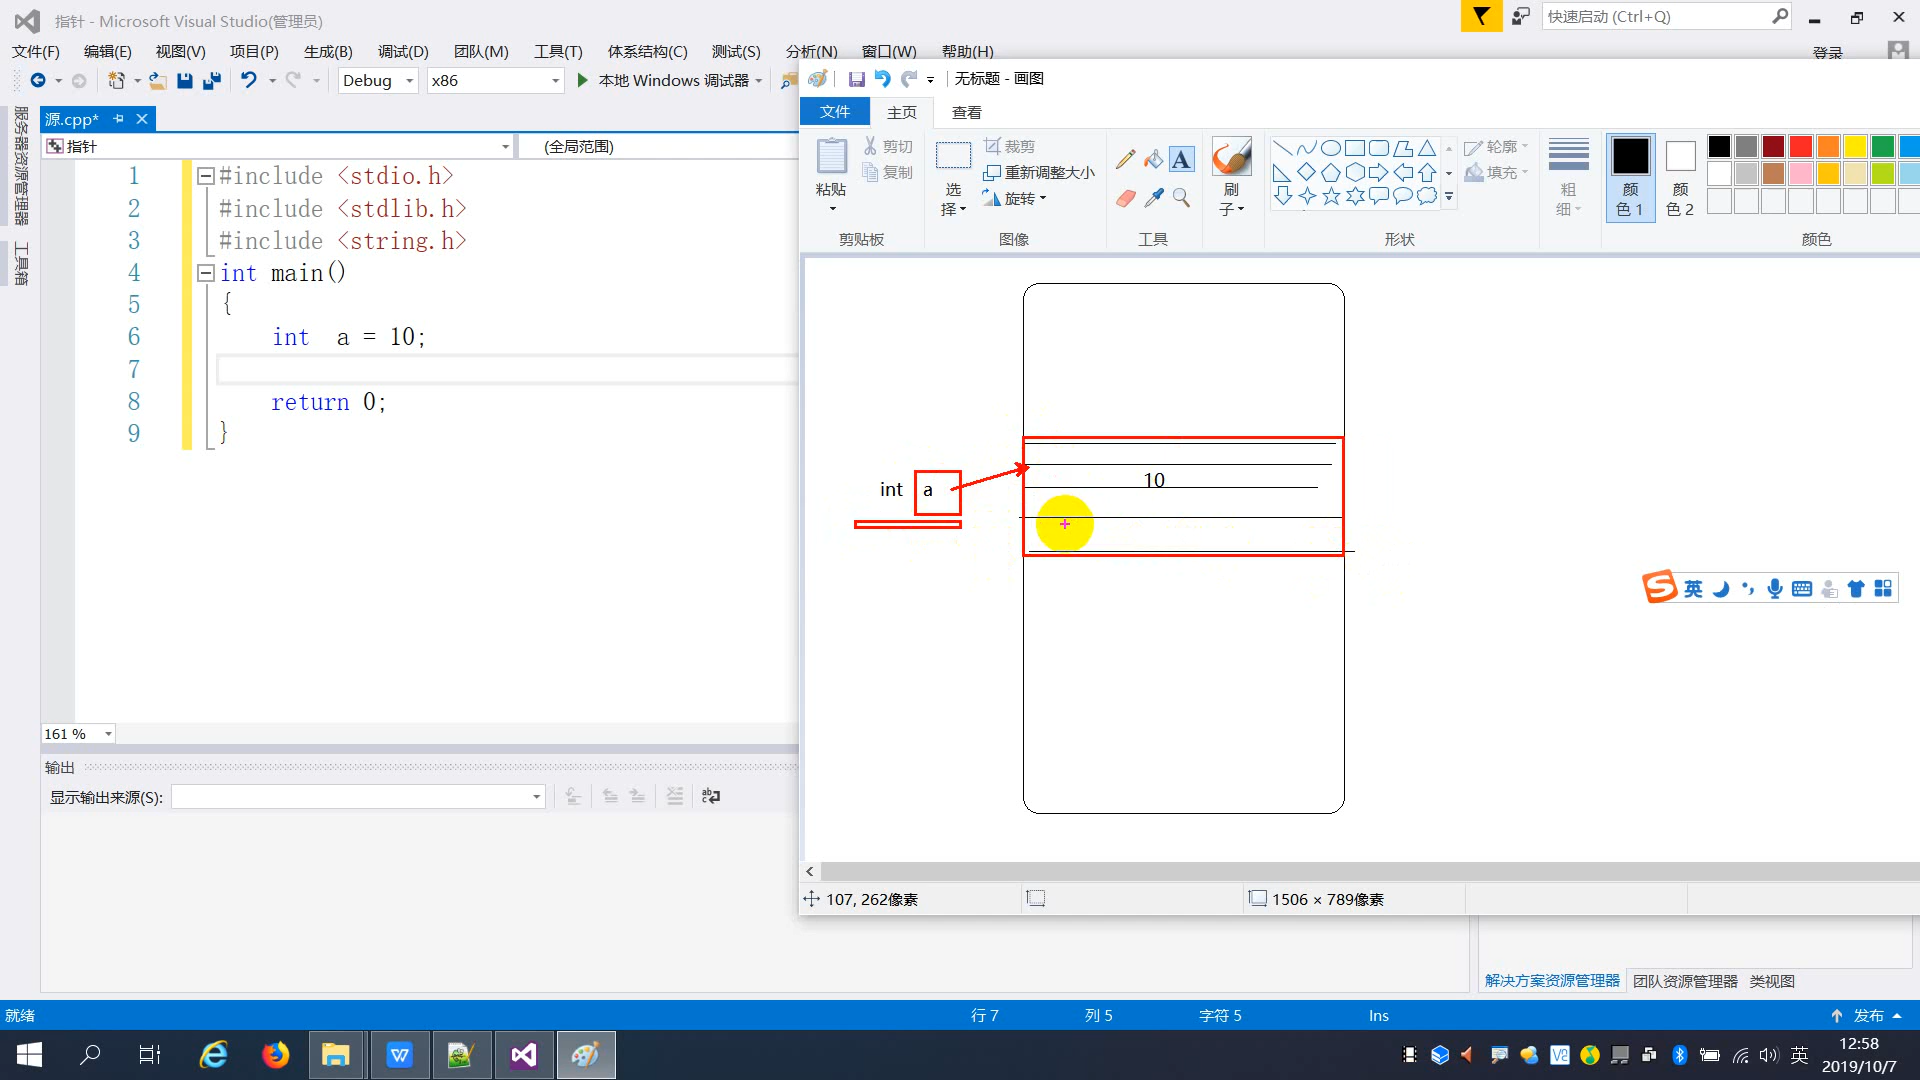 指针 - Microsoft Visual Studio(管理员)
快速启动 (Ctrl+Q)
文件(F) 编辑(E) 视图(V) 项目(P) 生成(B) 调试(D) 团队(M) 工具(T) 体系结构(C) 测试(S) 分析(N) 窗口(W) 帮助(H)
登录
Debug x86 本地 Windows 调试器
无标题 - 画图
文件 主页 查看
服务器资源管理器
工具箱
源.cpp*
指针 (全局范围)
粘贴
剪切
复制
剪贴板
选择
裁剪
重新调整大小
旋转
图像
A
工具
刷子
轮廓
填充
形状
粗细
颜色 1
颜色 2
颜色
1 #include <stdio.h>
2 #include <stdlib.h>
3 #include <string.h>
4 int main()
5 {
6 int a = 10;
7
8 return 0;
9 }
int a
10
英
161 %
输出
显示输出来源(S):
107, 262像素
1506 × 789像素
解决方案资源管理器 团队资源管理器 类视图
就绪
行 7 列 5 字符 5 Ins
发布
英
12:58
2019/10/7